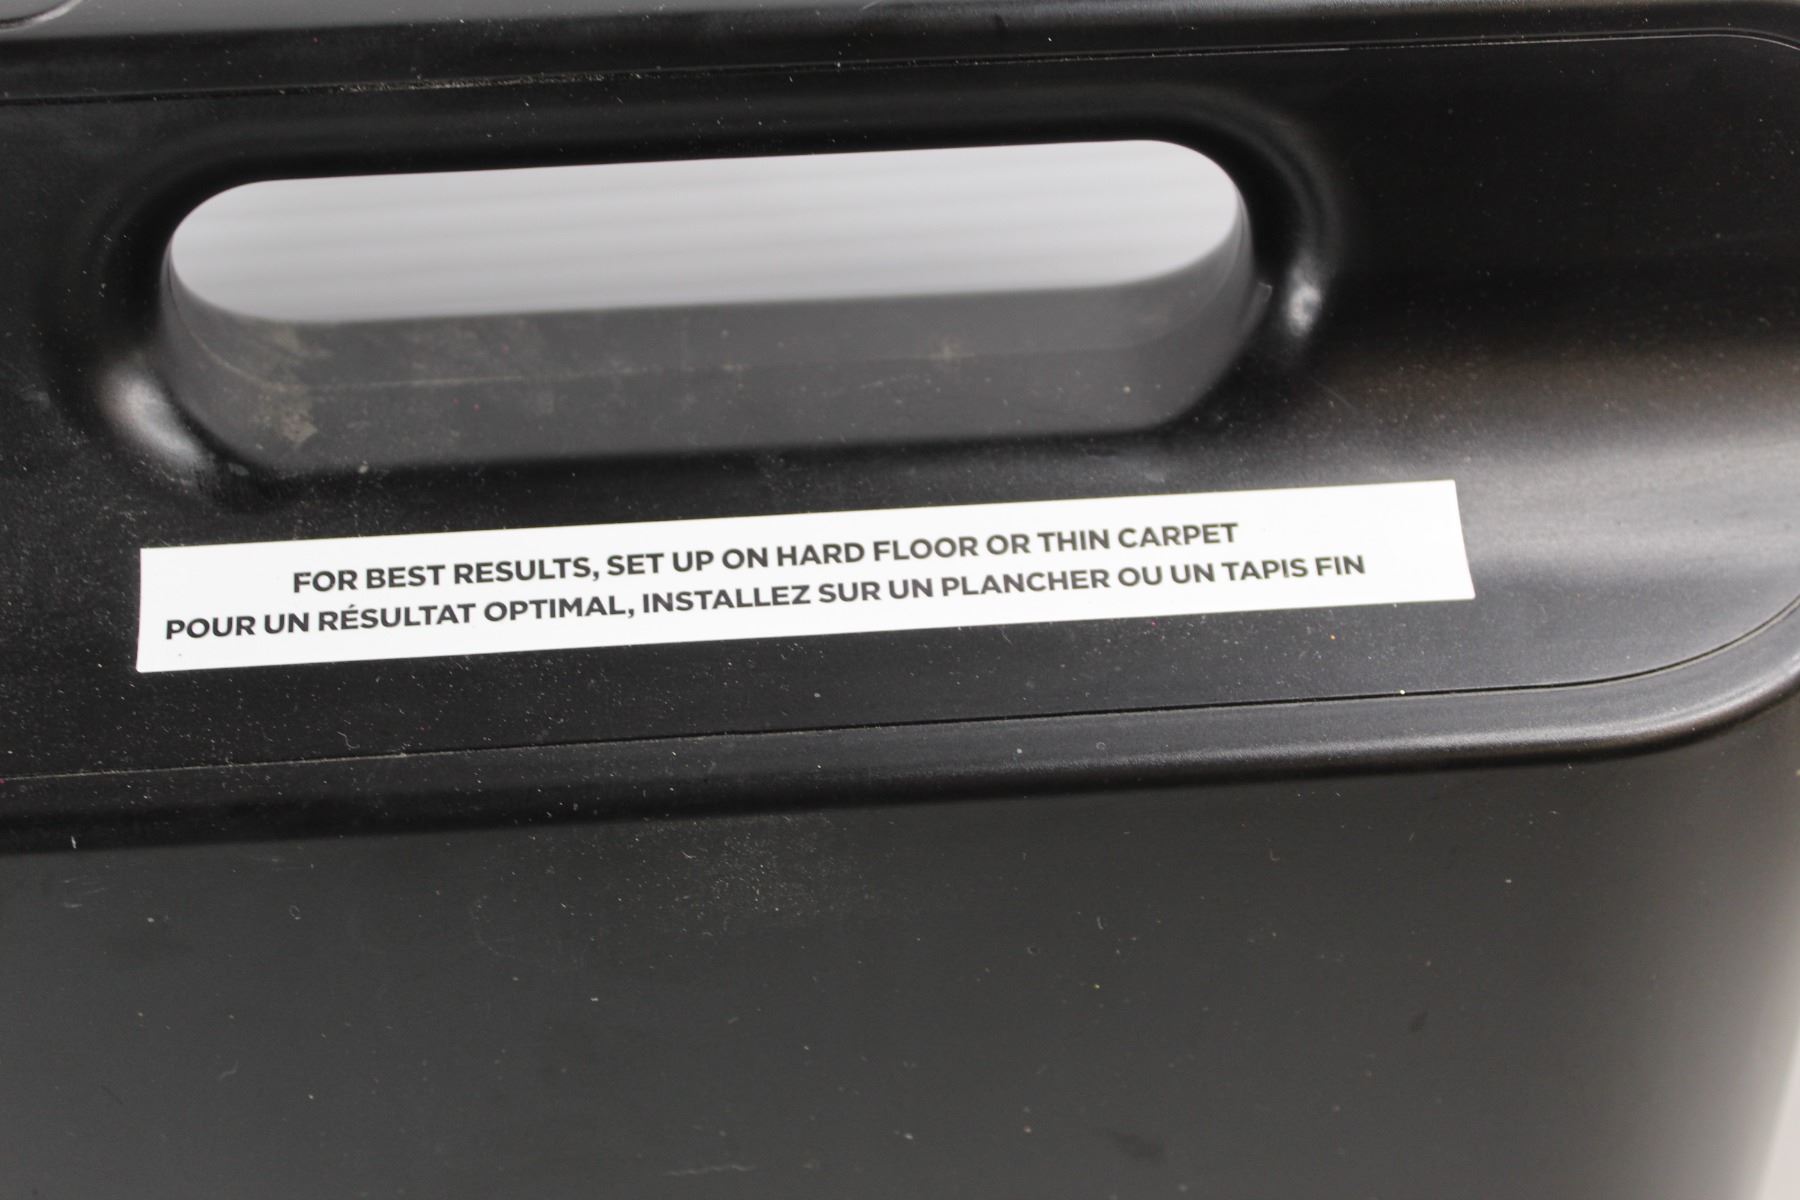 FOR BEST RESULTS, SET UP ON HARD FLOOR OR THIN CARPET
POUR UN RÉSULTAT OPTIMAL, INSTALLEZ SUR UN PLANCHER OU UN TAPIS FIN